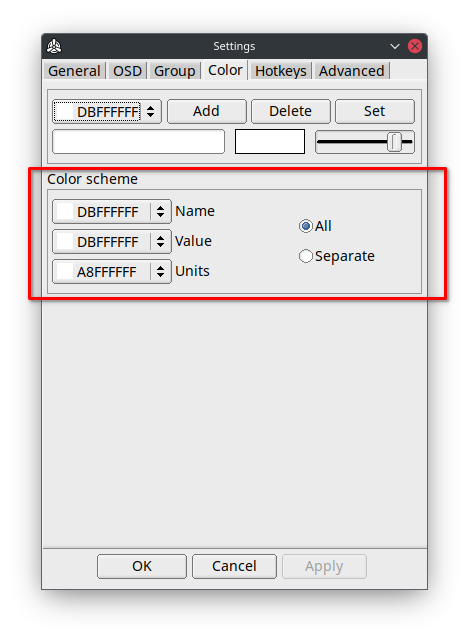 Settings
General OSD Group Color Hotkeys Advanced
DBFFFFFF Add Delete Set
Color scheme
DBFFFFFF Name
All
DBFFFFFF Value
Separate
A8FFFFFF Units
OK Cancel Apply